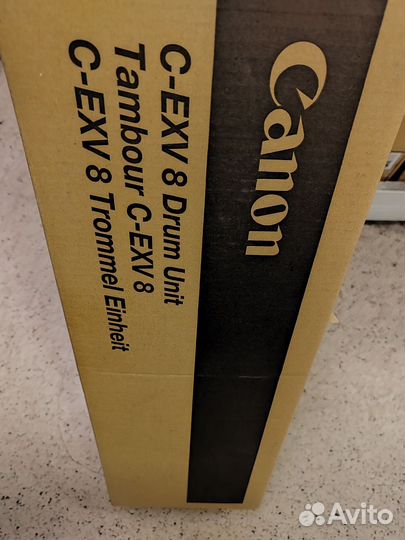 Canon
C-EXV 8 Drum Unit
Tambour C-EXV 8
C-EXV 8 Trommel Einheit
Avito